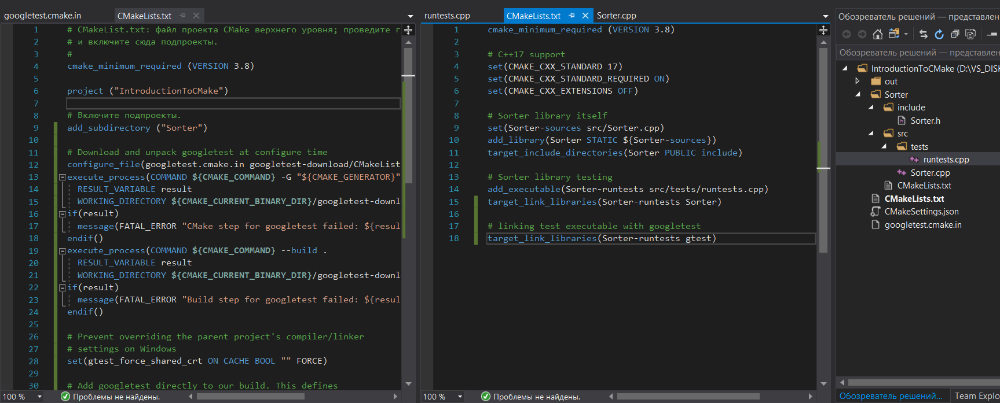 googletest.cmake.in
CMakeLists.txt
1 # CMakeList.txt: файл проекта CMake верхнего уровня; проведите г
2 # и включите сюда подпроекты.
3 #
4 cmake_minimum_required (VERSION 3.8)
5
6 project ("IntroductionToCMake")
7
8 # Включите подпроекты.
9 add_subdirectory ("Sorter")
10
11 # Download and unpack googletest at configure time
12 configure_file(googletest.cmake.in googletest-download/CMakeList
13 execute_process(COMMAND ${CMAKE_COMMAND} -G "${CMAKE_GENERATOR}"
14 RESULT_VARIABLE result
15 WORKING_DIRECTORY ${CMAKE_CURRENT_BINARY_DIR}/googletest-downl
16 if(result)
17 message(FATAL_ERROR "CMake step for googletest failed: ${resul
18 endif()
19 execute_process(COMMAND ${CMAKE_COMMAND} --build .
20 RESULT_VARIABLE result
21 WORKING_DIRECTORY ${CMAKE_CURRENT_BINARY_DIR}/googletest-downl
22 if(result)
23 message(FATAL_ERROR "Build step for googletest failed: ${resul
24 endif()
25
26 # Prevent overriding the parent project's compiler/linker
27 # settings on Windows
28 set(gtest_force_shared_crt ON CACHE BOOL "" FORCE)
29
30 # Add googletest directly to our build. This defines
100 %
Проблемы не найдены.
runtests.cpp
CMakeLists.txt
Sorter.cpp
1 cmake_minimum_required (VERSION 3.8)
2
3 # C++17 support
4 set(CMAKE_CXX_STANDARD 17)
5 set(CMAKE_CXX_STANDARD_REQUIRED ON)
6 set(CMAKE_CXX_EXTENSIONS OFF)
7
8 # Sorter library itself
9 set(Sorter-sources src/Sorter.cpp)
10 add_library(Sorter STATIC ${Sorter-sources})
11 target_include_directories(Sorter PUBLIC include)
12
13 # Sorter library testing
14 add_executable(Sorter-runtests src/tests/runtests.cpp)
15 target_link_libraries(Sorter-runtests Sorter)
16
17 # linking test executable with googletest
18 target_link_libraries(Sorter-runtests gtest)
100 %
Проблемы не найдены.
Обозреватель решений — представлен
Обозреватель решений — представлен
IntroductionToCMake (D:\VS_DISK
out
Sorter
include
Sorter.h
src
tests
runtests.cpp
Sorter.cpp
CMakeLists.txt
CMakeLists.txt
CMakeSettings.json
googletest.cmake.in
Обозреватель решений...
Team Explo